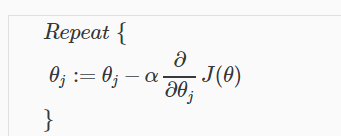 Repeat {
θ_j := θ_j − α ∂/∂θ_j J(θ)
}